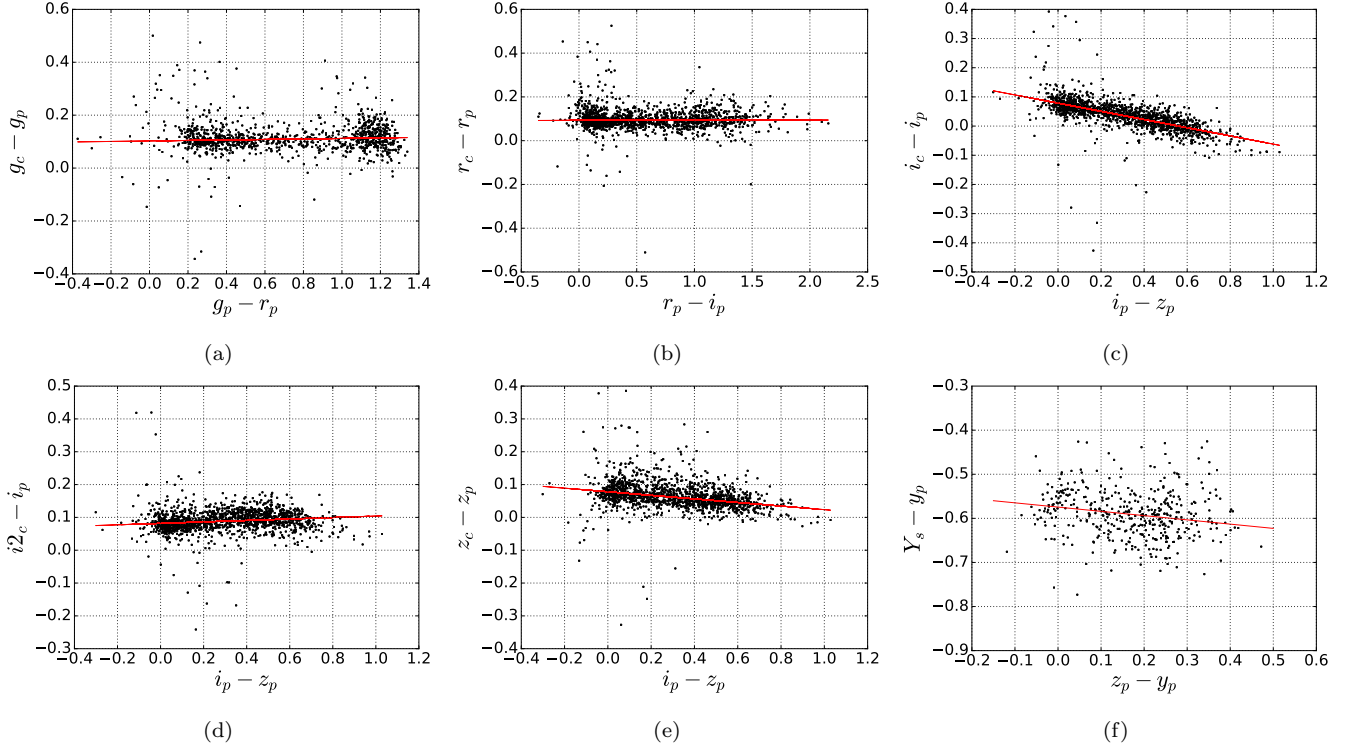 0.6
0.4
0.2
0.0
−0.2
−0.4
g_c − g_p
−0.4 −0.2 0.0 0.2 0.4 0.6 0.8 1.0 1.2 1.4
g_p − r_p
(a)
0.6
0.4
0.2
0.0
−0.2
−0.4
−0.6
r_c − r_p
−0.5 0.0 0.5 1.0 1.5 2.0 2.5
r_p − i_p
(b)
0.4
0.3
0.2
0.1
0.0
−0.1
−0.2
−0.3
−0.4
−0.5
i_c − i_p
−0.4 −0.2 0.0 0.2 0.4 0.6 0.8 1.0 1.2
i_p − z_p
(c)
0.5
0.4
0.3
0.2
0.1
0.0
−0.1
−0.2
−0.3
i2_c − i_p
−0.4 −0.2 0.0 0.2 0.4 0.6 0.8 1.0 1.2
i_p − z_p
(d)
0.4
0.3
0.2
0.1
0.0
−0.1
−0.2
−0.3
−0.4
z_c − z_p
−0.4 −0.2 0.0 0.2 0.4 0.6 0.8 1.0 1.2
i_p − z_p
(e)
−0.3
−0.4
−0.5
−0.6
−0.7
−0.8
−0.9
Y_s − y_p
−0.2 −0.1 0.0 0.1 0.2 0.3 0.4 0.5 0.6
z_p − y_p
(f)